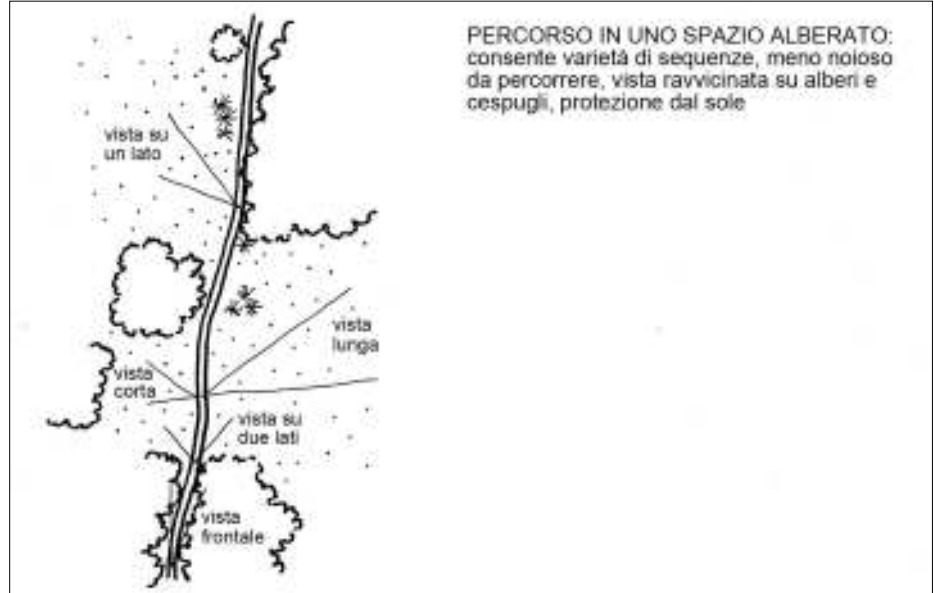 PERCORSO IN UNO SPAZIO ALBERATO:
consente varietà di sequenze, meno noioso
da percorrere, vista ravvicinata su alberi e
cespugli, protezione dal sole
vista su
un lato
vista
lunga
vista
corta
vista su
due lati
vista
frontale